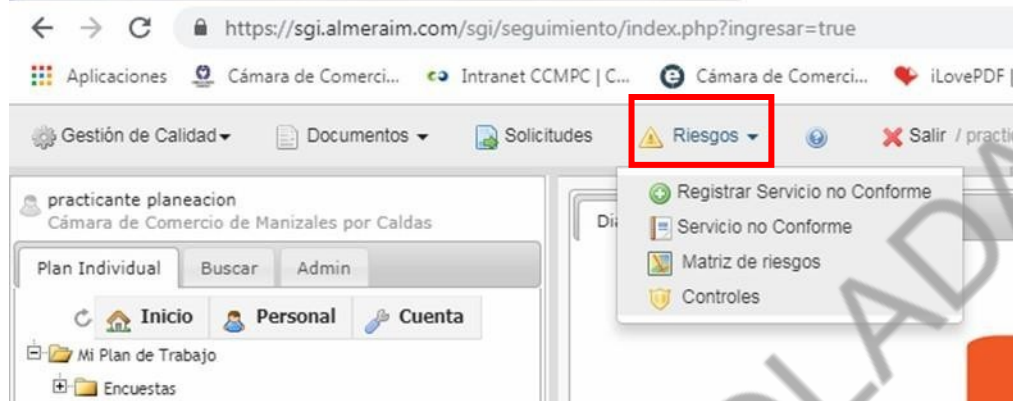 https://sgi.almeraim.com/sgi/seguimiento/index.php?ingresar=true
Aplicaciones Cámara de Comerci... Intranet CCMPC | C... Cámara de Comerci... iLovePDF |
Gestión de Calidad Documentos Solicitudes Riesgos Salir / practic
practicante planeacion
Cámara de Comercio de Manizales por Caldas
Plan Individual Buscar Admin
Inicio Personal Cuenta
Mi Plan de Trabajo
Encuestas
Dia
Registrar Servicio no Conforme
Servicio no Conforme
Matriz de riesgos
Controles
OLADA